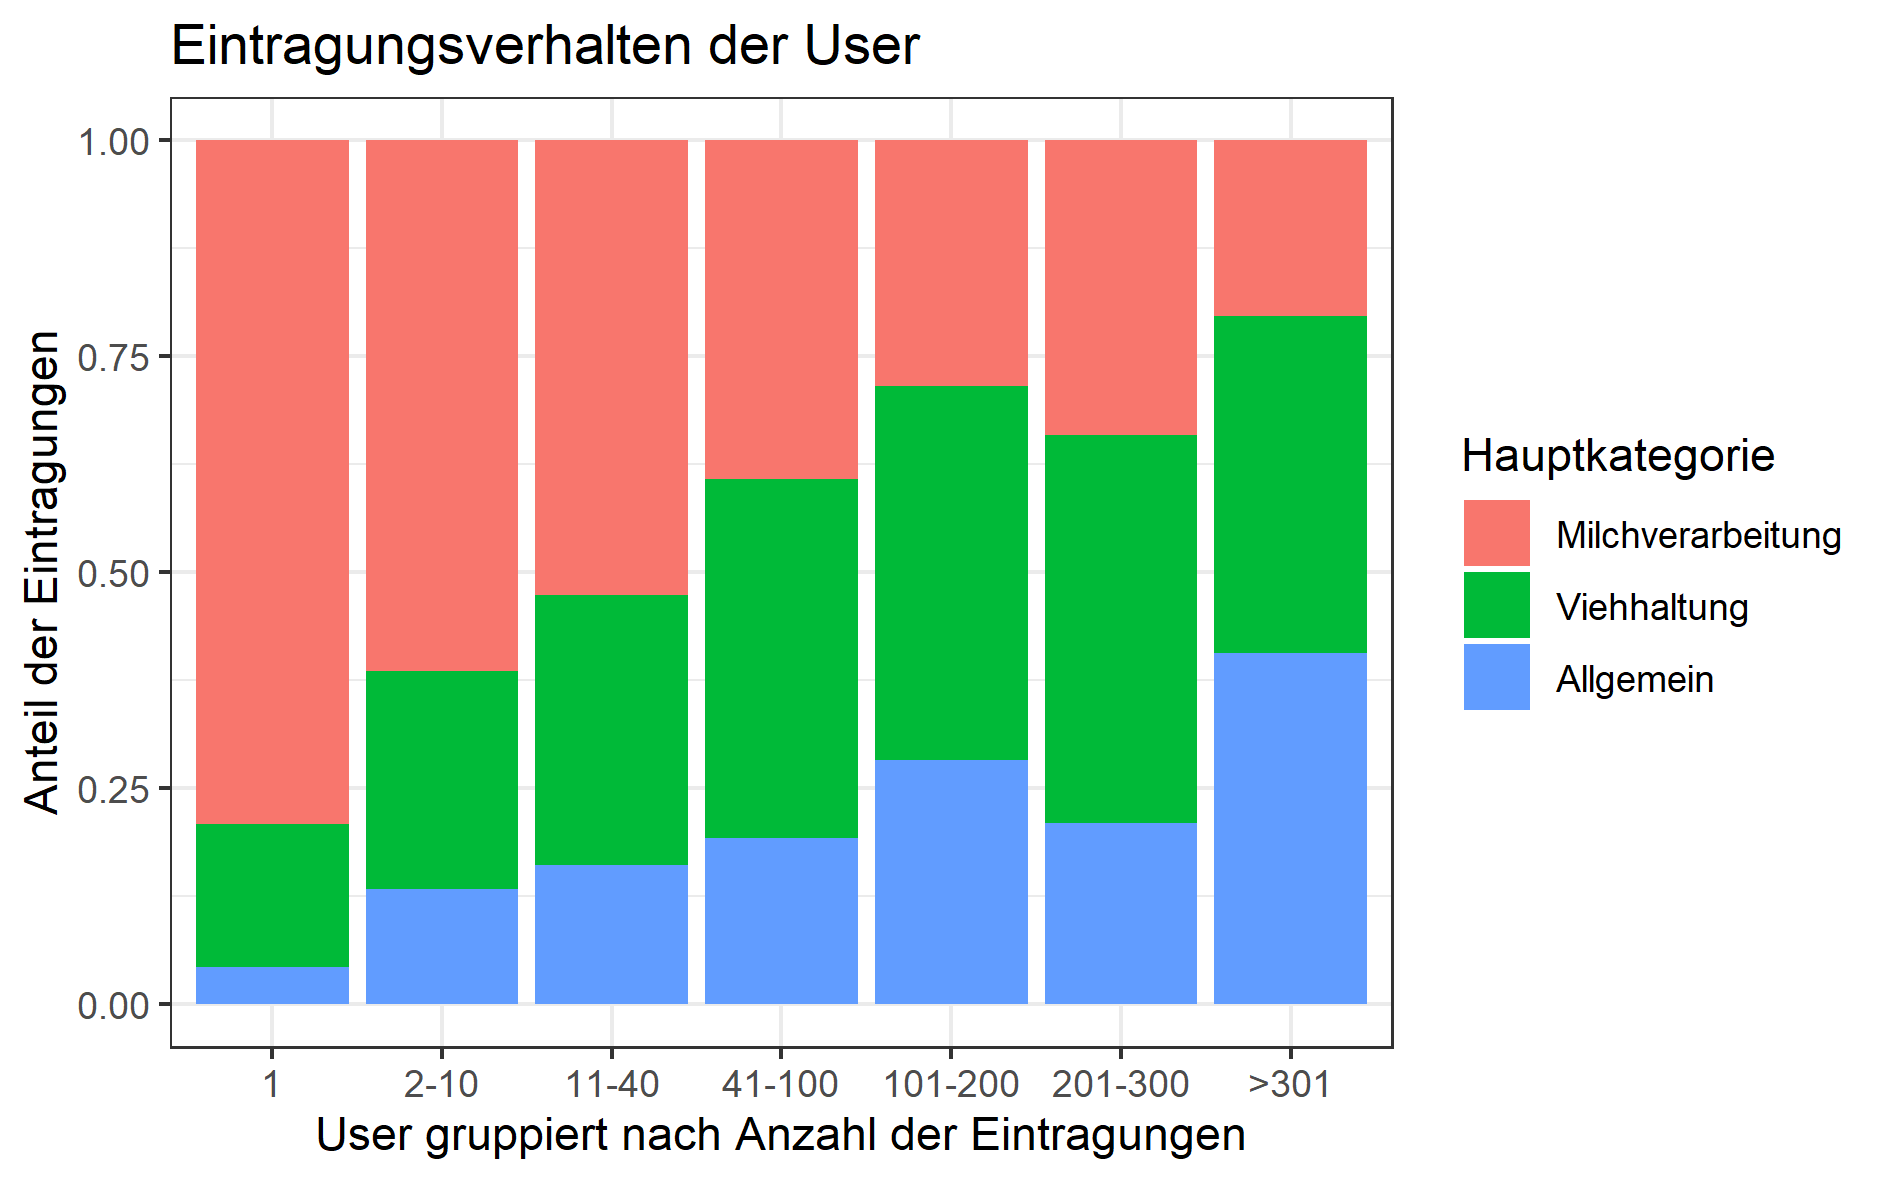 Eintragungsverhalten der User
Anteil der Eintragungen
1.00
0.75
0.50
0.25
0.00
1 2-10 11-40 41-100 101-200 201-300 >301
User gruppiert nach Anzahl der Eintragungen
Hauptkategorie
Milchverarbeitung
Viehhaltung
Allgemein